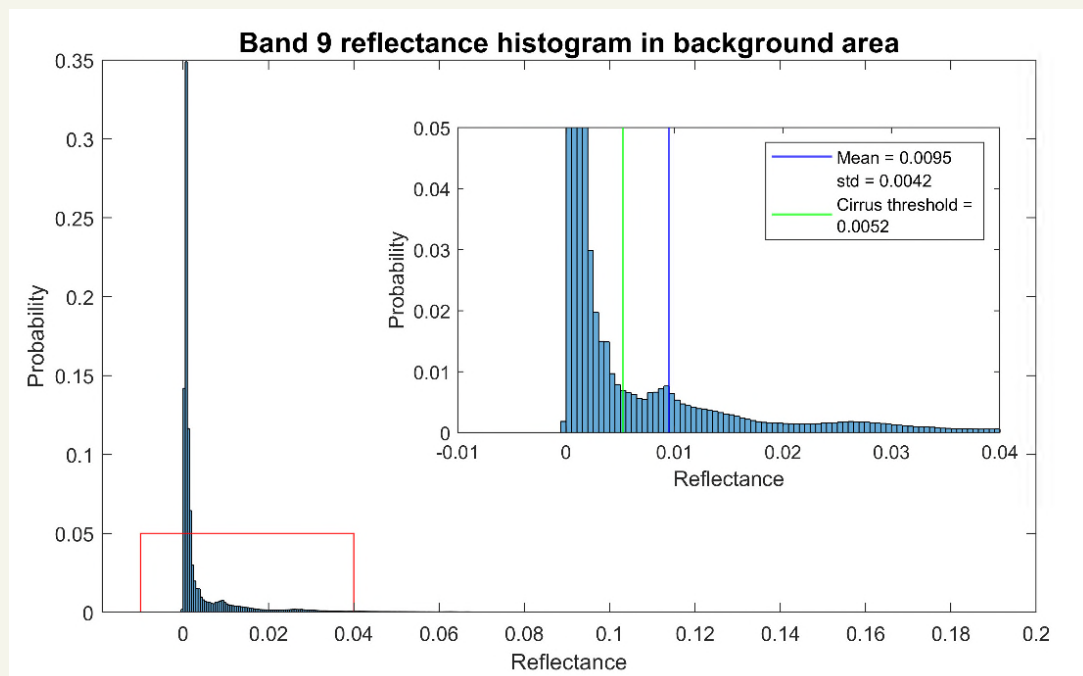 Band 9 reflectance histogram in background area
0.35
0.3
0.25
0.2
0.15
0.1
0.05
0
Probability
0 0.02 0.04 0.06 0.08 0.1 0.12 0.14 0.16 0.18 0.2
Reflectance
0.05
0.04
0.03
0.02
0.01
0
Probability
-0.01 0 0.01 0.02 0.03 0.04
Reflectance
Mean = 0.0095
std = 0.0042
Cirrus threshold =
0.0052